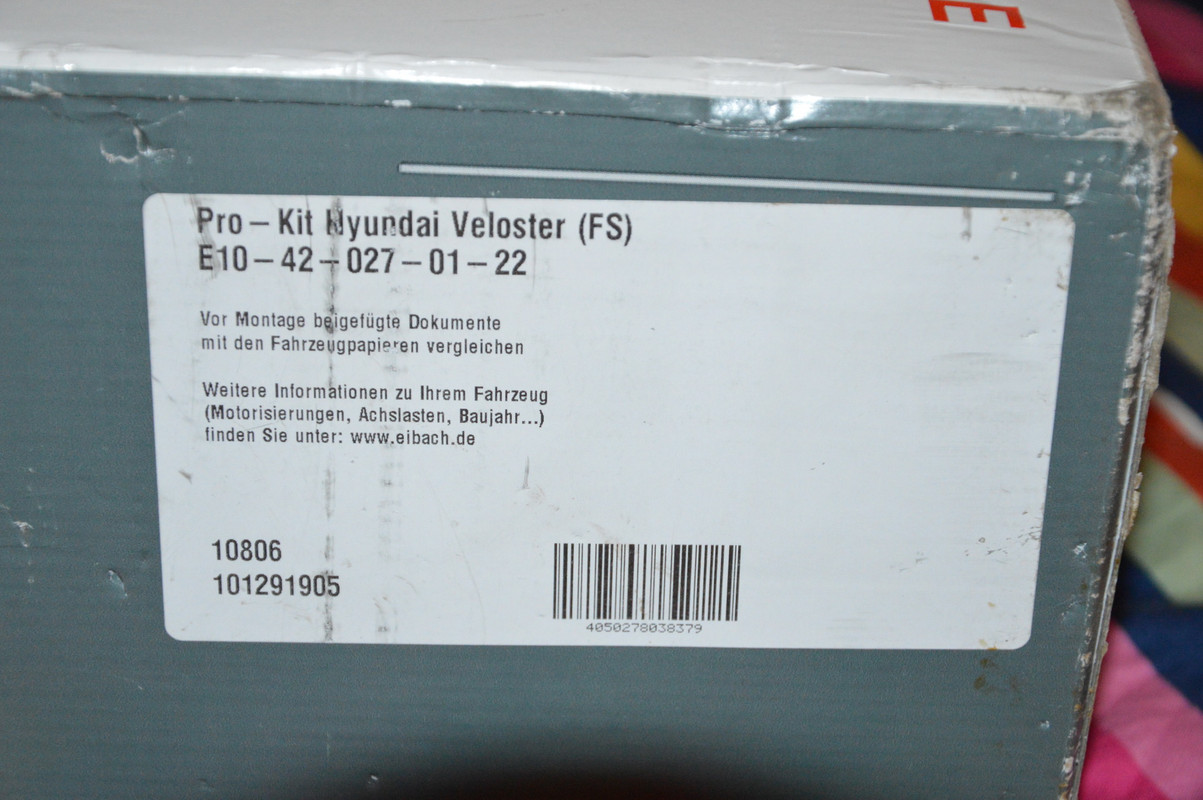 E
Pro – Kit Hyundai Veloster (FS)
E10 – 42 – 027 – 01 – 22
Vor Montage beigefügte Dokumente
mit den Fahrzeugpapieren vergleichen
Weitere Informationen zu Ihrem Fahrzeug
(Motorisierungen, Achslasten, Baujahr...)
finden Sie unter: www.eibach.de
10806
101291905
4050278038379